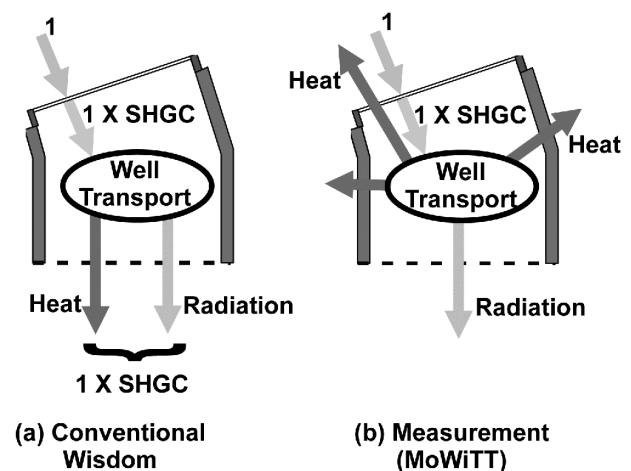 1
1 X SHGC
Well
Transport
Heat
Radiation
1 X SHGC
(a) Conventional
Wisdom
1
Heat
1 X SHGC
Heat
Well
Transport
Radiation
(b) Measurement
(MoWiTT)